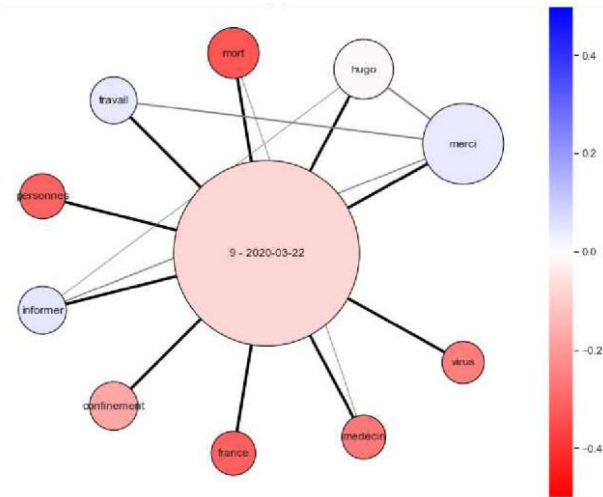 mort
hugo
travail
merci
personnes
9 - 2020-03-22
informer
virus
confinement
medecin
france
0.4
0.2
0.0
−0.2
−0.4